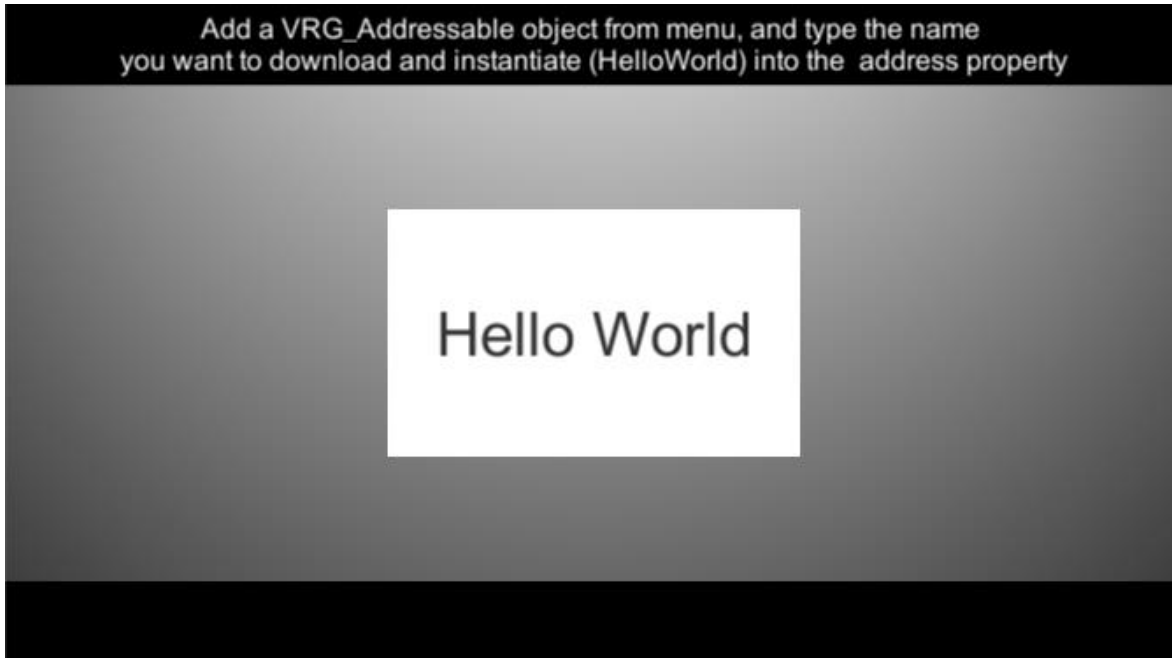 Add a VRG_Addressable object from menu, and type the name
you want to download and instantiate (HelloWorld) into the  address property
Hello World